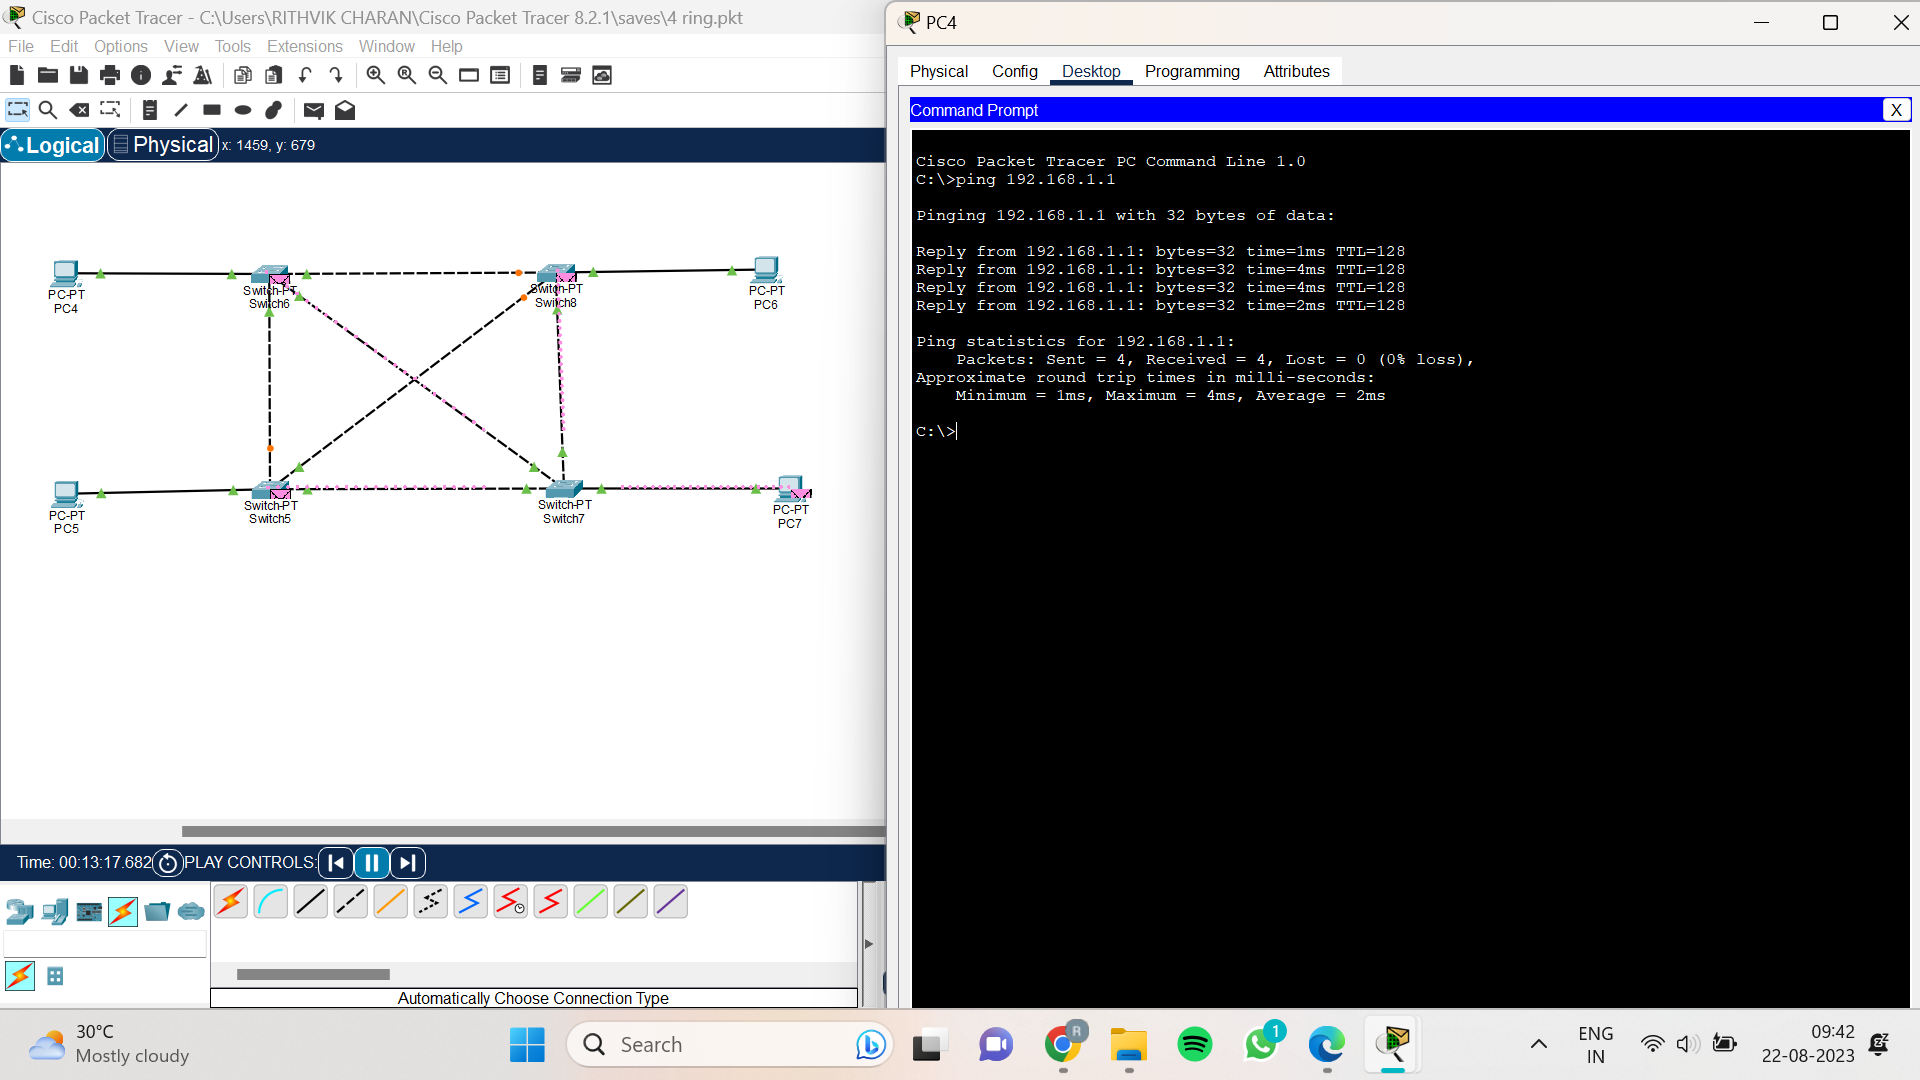 Cisco Packet Tracer - C:\Users\RITHVIK CHARAN\Cisco Packet Tracer 8.2.1\saves\4 ring.pkt
File Edit Options View Tools Extensions Window Help
Logical Physical x: 1459, y: 679
PC-PT
PC4
Switch-PT
Switch6
Switch-PT
Switch8
PC-PT
PC6
PC-PT
PC5
Switch-PT
Switch5
Switch-PT
Switch7
PC-PT
PC7
Time: 00:13:17.682 PLAY CONTROLS:
Automatically Choose Connection Type
PC4
Physical Config Desktop Programming Attributes
Command Prompt
X
Cisco Packet Tracer PC Command Line 1.0
C:\>ping 192.168.1.1
Pinging 192.168.1.1 with 32 bytes of data:
Reply from 192.168.1.1: bytes=32 time=1ms TTL=128
Reply from 192.168.1.1: bytes=32 time=4ms TTL=128
Reply from 192.168.1.1: bytes=32 time=4ms TTL=128
Reply from 192.168.1.1: bytes=32 time=2ms TTL=128
Ping statistics for 192.168.1.1:
Packets: Sent = 4, Received = 4, Lost = 0 (0% loss),
Approximate round trip times in milli-seconds:
Minimum = 1ms, Maximum = 4ms, Average = 2ms
C:\>
30°C
Mostly cloudy
Search
R
1
ENG
IN
09:42
22-08-2023